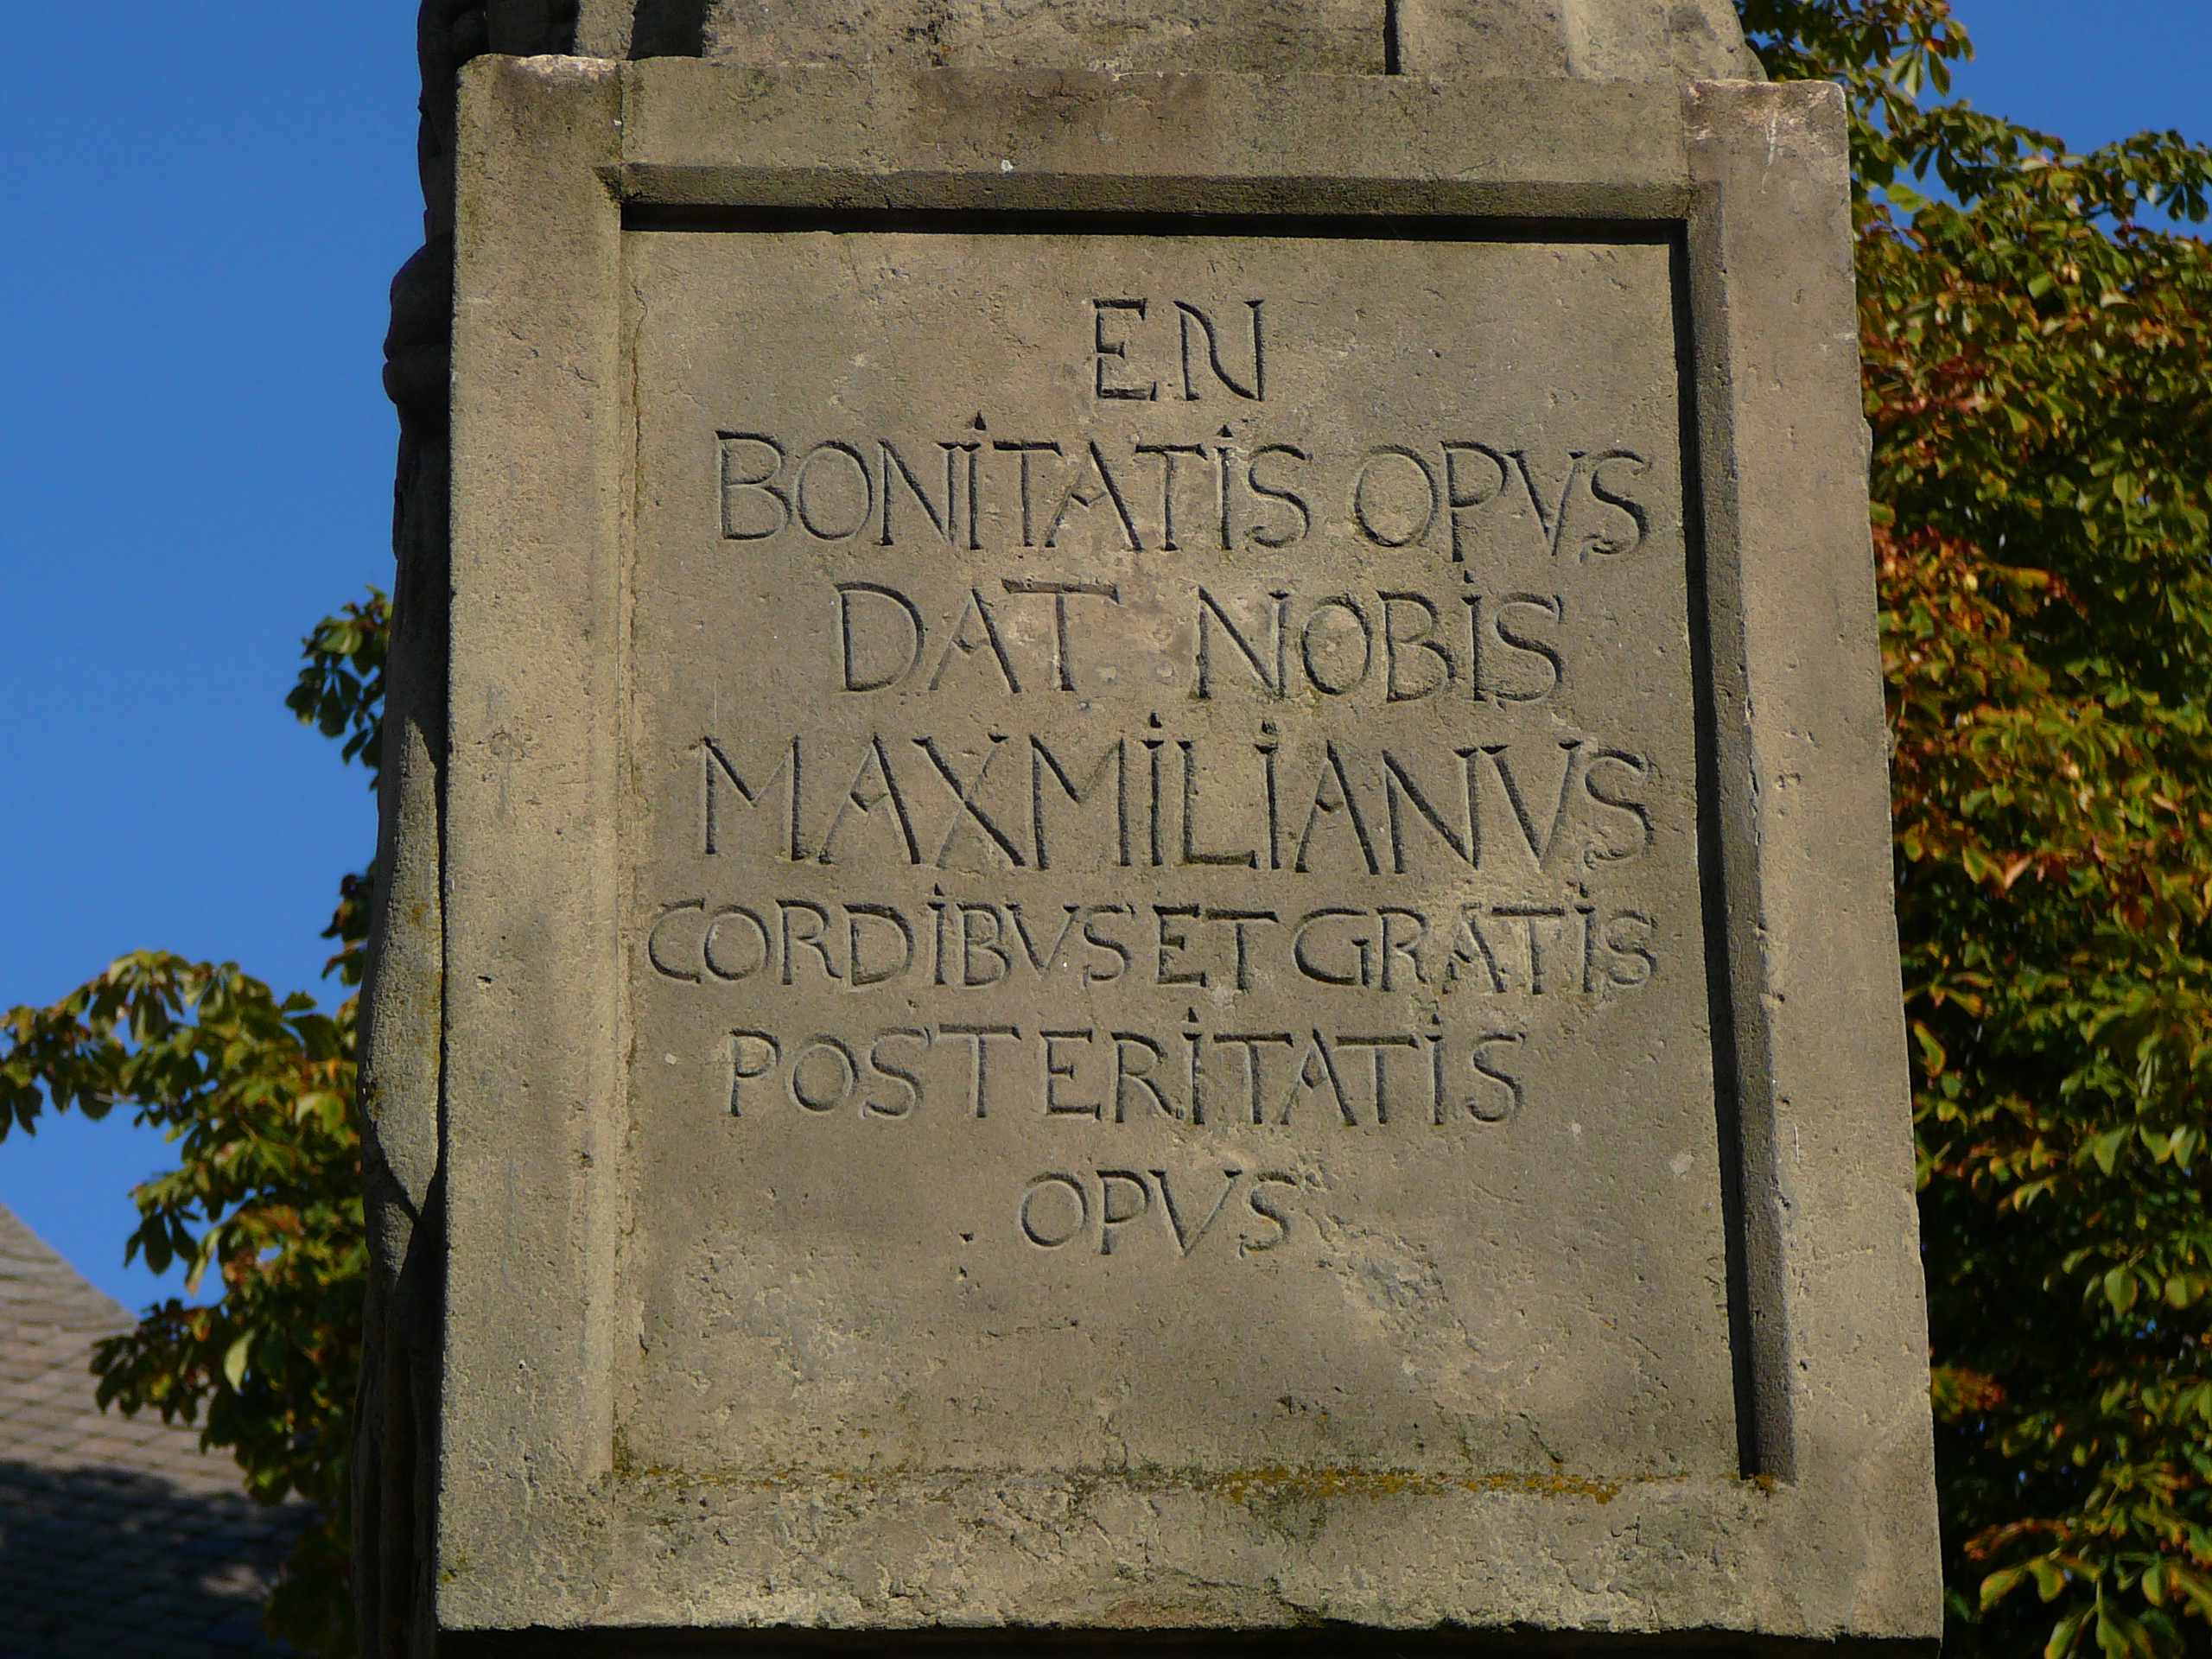 EN
BONITATIS OPVS
DAT NOBIS
MAXMILIANVS
CORDIBVS ET GRATIS
POSTERITATIS
OPVS